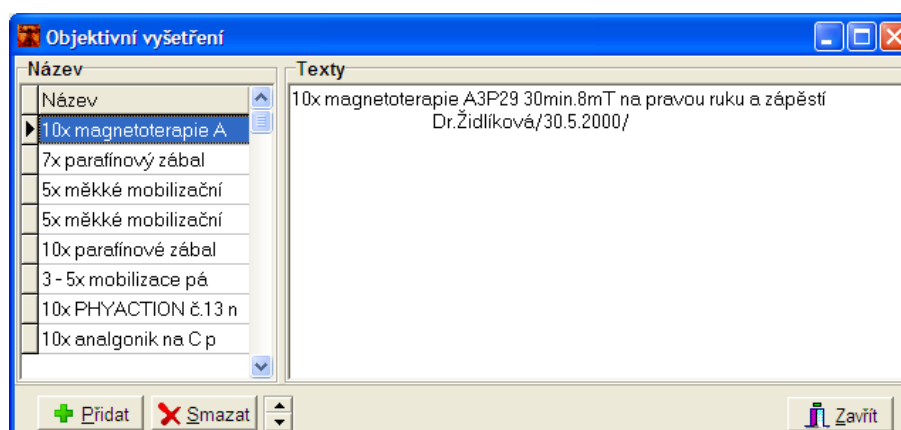 Objektivní vyšetření
Název
Texty
Název
10x magnetoterapie A
7x parafínový zábal
5x měkké mobilizační
5x měkké mobilizační
10x parafínové zábal
3 - 5x mobilizace pá
10x PHYACTION č.13 n
10x analgonik na C p
10x magnetoterapie A3P29 30min.8mT na pravou ruku a zápěstí
Dr.Židlíková/30.5.2000/
Přidat
Smazat
Zavřít